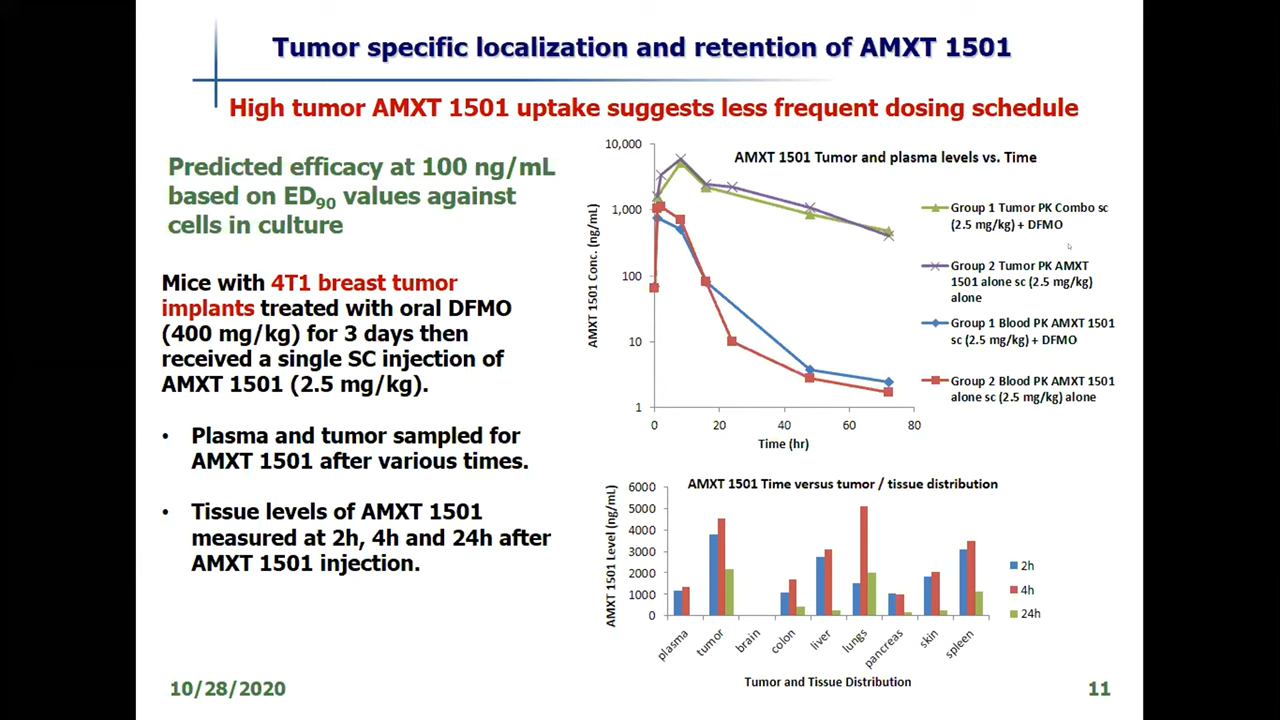 Tumor specific localization and retention of AMXT 1501
High tumor AMXT 1501 uptake suggests less frequent dosing schedule
Predicted efficacy at 100 ng/mL
based on ED90 values against
cells in culture
Mice with 4T1 breast tumor
implants treated with oral DFMO
(400 mg/kg) for 3 days then
received a single SC injection of
AMXT 1501 (2.5 mg/kg).
• Plasma and tumor sampled for
AMXT 1501 after various times.
• Tissue levels of AMXT 1501
measured at 2h, 4h and 24h after
AMXT 1501 injection.
AMXT 1501 Tumor and plasma levels vs. Time
AMXT 1501 Conc. (ng/mL)
10,000
1,000
100
10
1
0 20 40 60 80
Time (hr)
Group 1 Tumor PK Combo sc
(2.5 mg/kg) + DFMO
Group 2 Tumor PK AMXT
1501 alone sc (2.5 mg/kg)
alone
Group 1 Blood PK AMXT 1501
sc (2.5 mg/kg) + DFMO
Group 2 Blood PK AMXT 1501
alone sc (2.5 mg/kg) alone
AMXT 1501 Time versus tumor / tissue distribution
AMXT 1501 Level (ng/mL)
6000
5000
4000
3000
2000
1000
0
plasma tumor brain colon liver lungs pancreas skin spleen
Tumor and Tissue Distribution
2h
4h
24h
10/28/2020
11